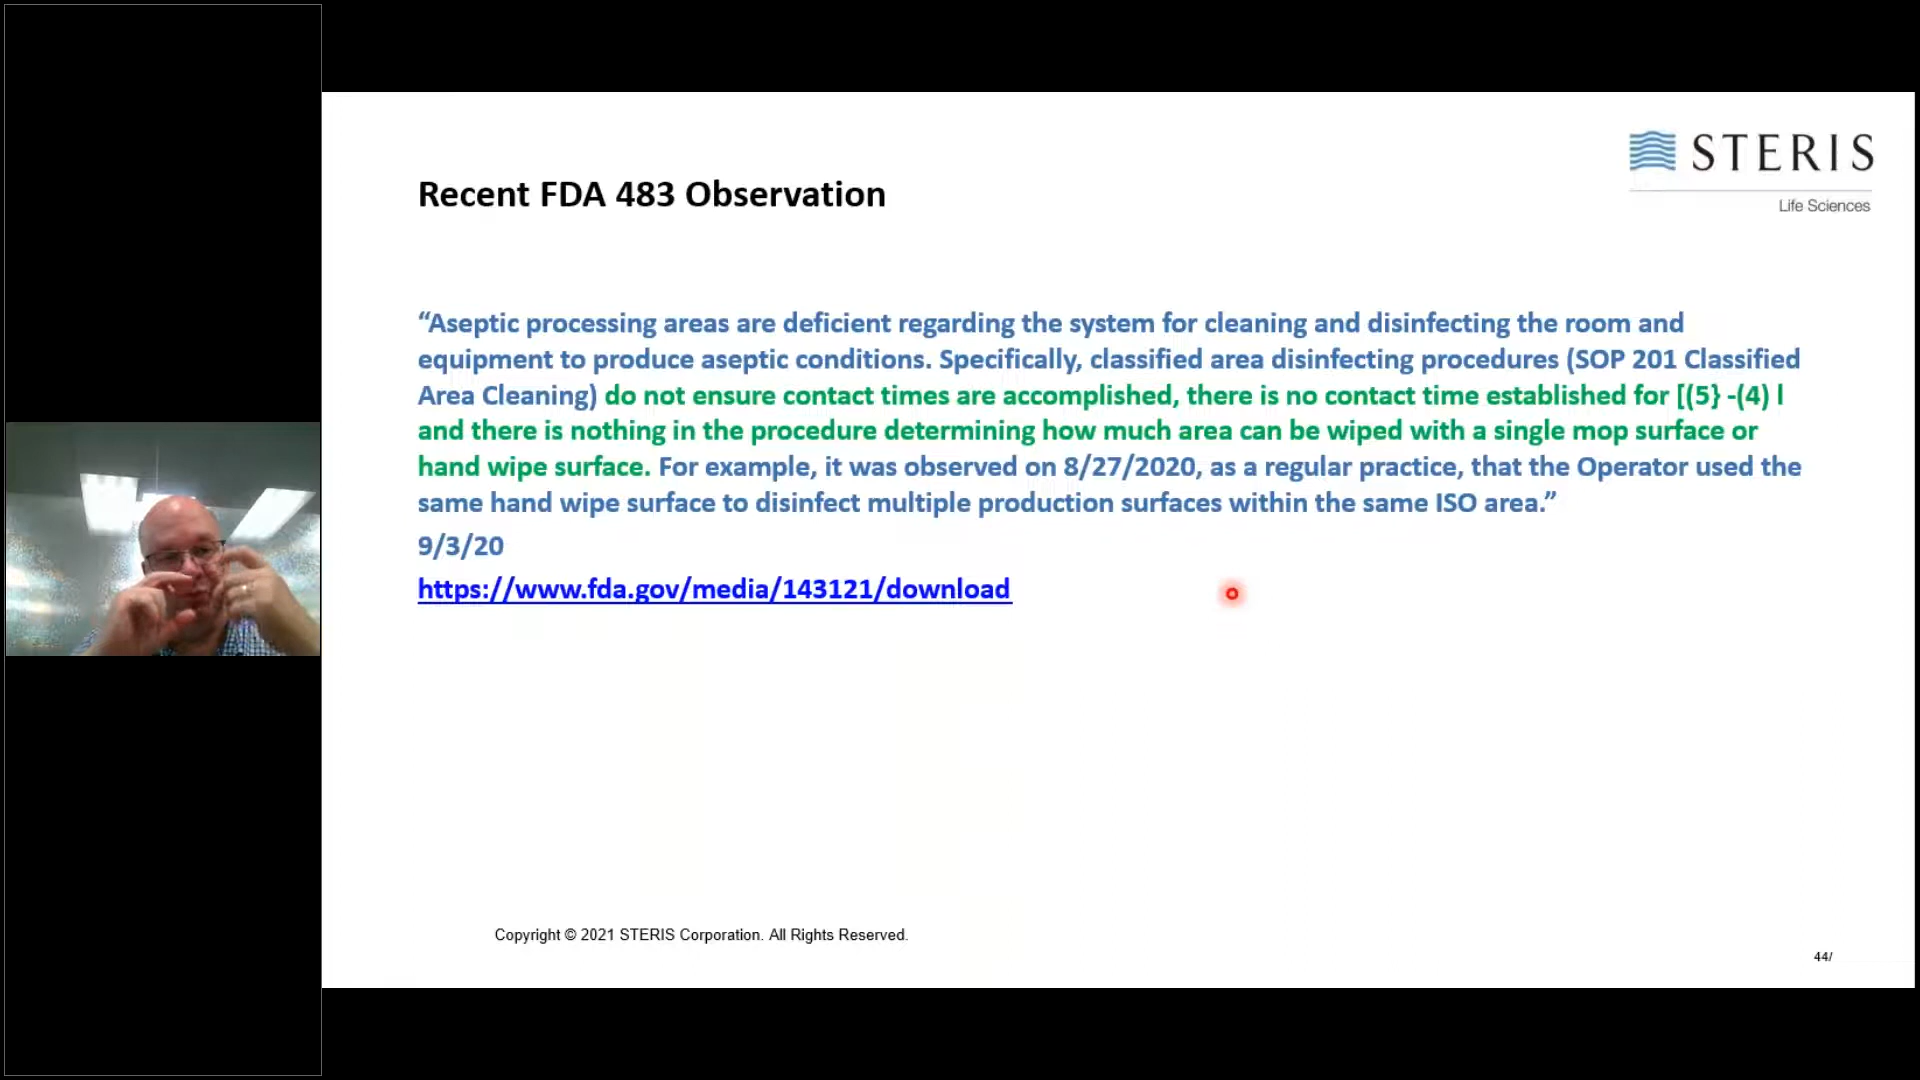 STERIS
Life Sciences
Recent FDA 483 Observation
“Aseptic processing areas are deficient regarding the system for cleaning and disinfecting the room and
equipment to produce aseptic conditions. Specifically, classified area disinfecting procedures (SOP 201 Classified
Area Cleaning) do not ensure contact times are accomplished, there is no contact time established for [(5} -(4) l
and there is nothing in the procedure determining how much area can be wiped with a single mop surface or
hand wipe surface. For example, it was observed on 8/27/2020, as a regular practice, that the Operator used the
same hand wipe surface to disinfect multiple production surfaces within the same ISO area.”
9/3/20
https://www.fda.gov/media/143121/download
Copyright © 2021 STERIS Corporation. All Rights Reserved.
44/